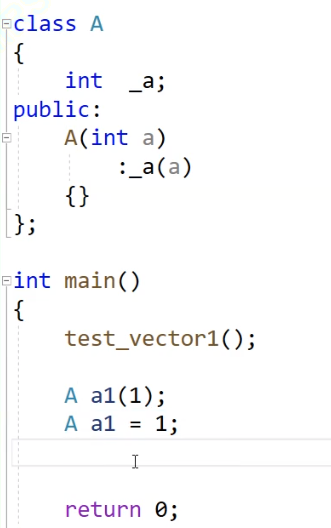 class A
{
    int  _a;
public:
    A(int a)
        :_a(a)
    {}
};
int main()
{
    test_vector1();
    A a1(1);
    A a1 = 1;
    return 0;